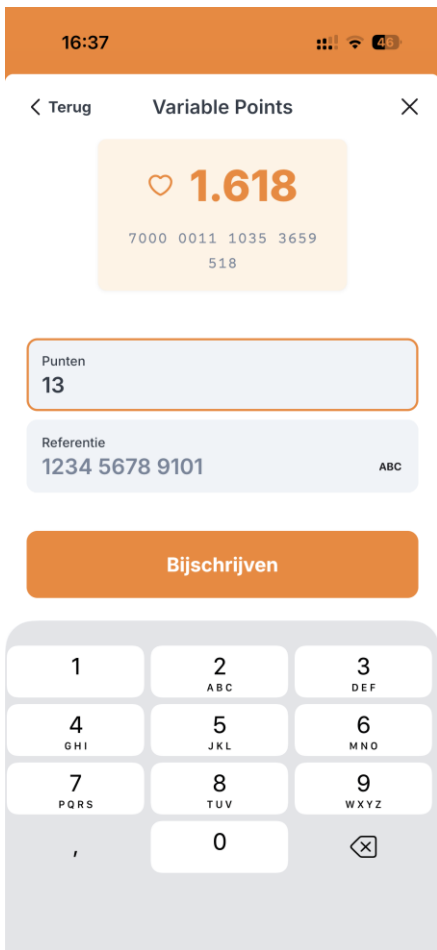 16:37
46
Terug
Variable Points
1.618
7000 0011 1035 3659
518
Punten
13
Referentie
1234 5678 9101
ABC
Bijschrijven
1
2
ABC
3
DEF
4
GHI
5
JKL
6
MNO
7
PQRS
8
TUV
9
WXYZ
,
0